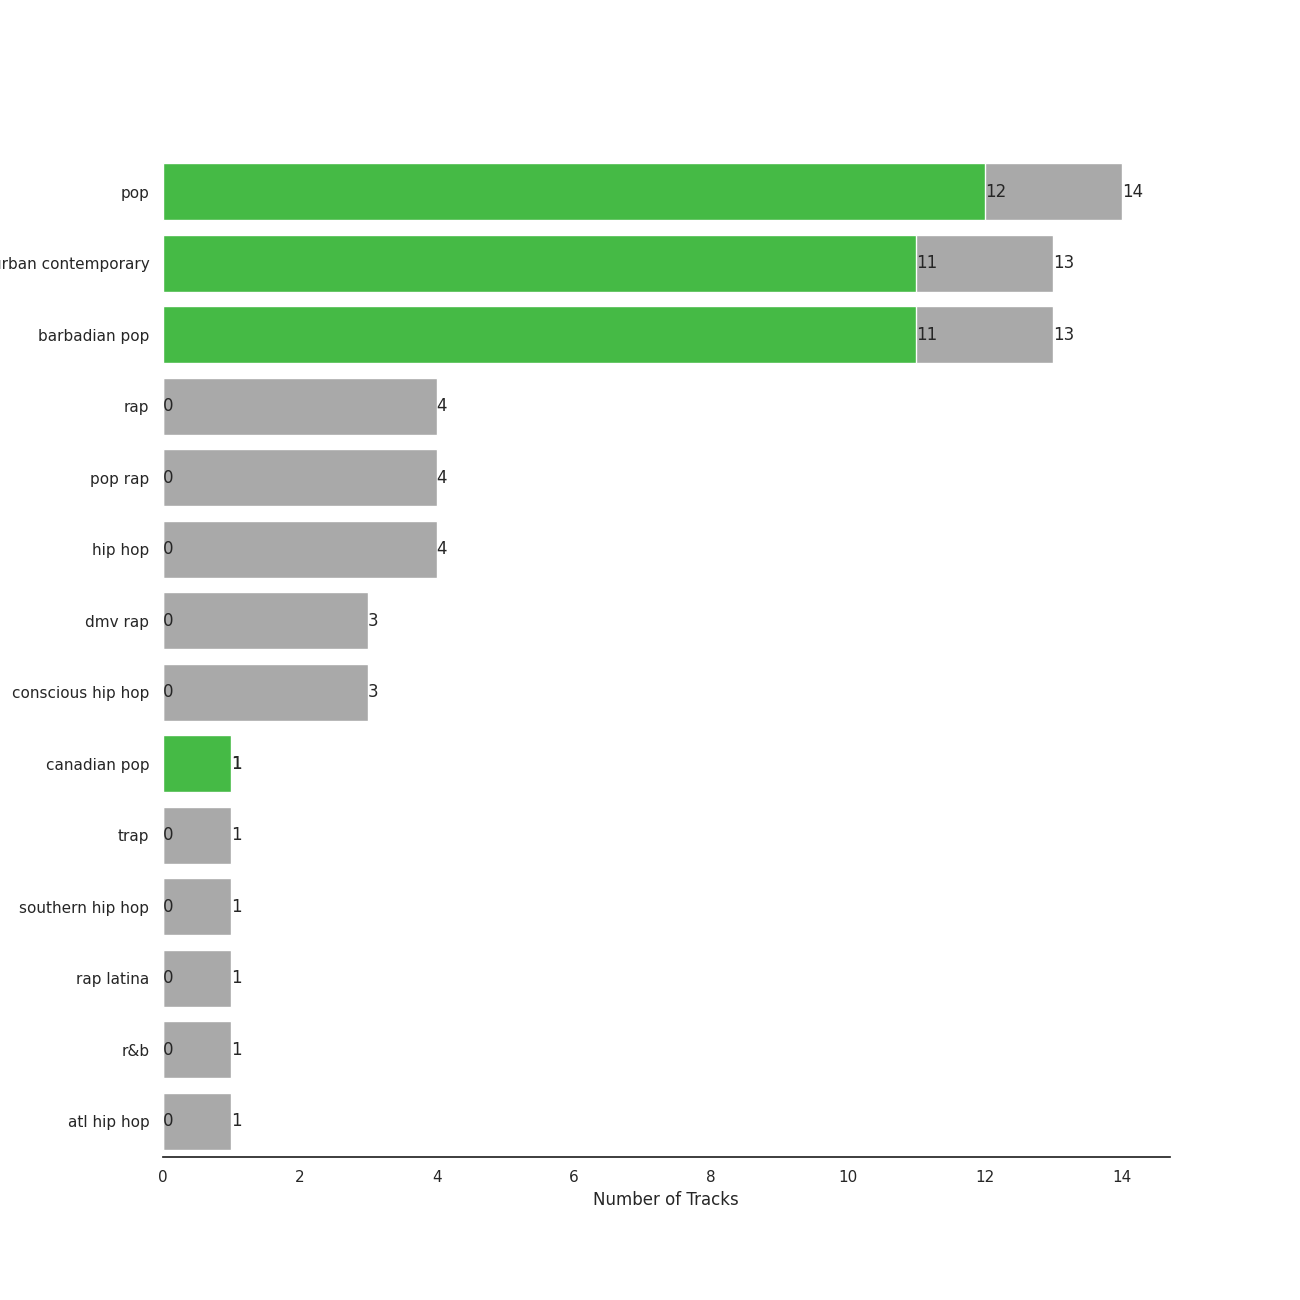 pop 12 14
rban contemporary 11 13
barbadian pop 11 13
rap 0 4
pop rap 0 4
hip hop 0 4
dmv rap 0 3
conscious hip hop 0 3
canadian pop 1
trap 0 1
southern hip hop 0 1
rap latina 0 1
r&b 0 1
atl hip hop 0 1
0 2 4 6 8 10 12 14
Number of Tracks